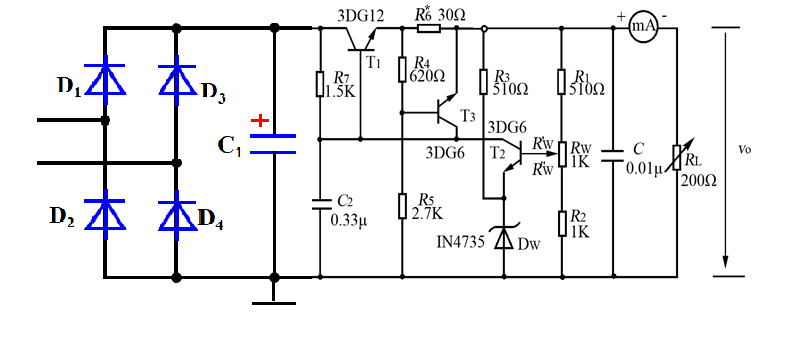 3DG12
R6* 30Ω
+ mA -
D1
D3
T1
R7
1.5K
R4
620Ω
R3
510Ω
R1
510Ω
+
C1
T3
3DG6
3DG6
T2
R'W
R"W
RW
1K
C
0.01μ
RL
200Ω
vo
D2
D4
C2
0.33μ
R5
2.7K
IN4735
DW
R2
1K